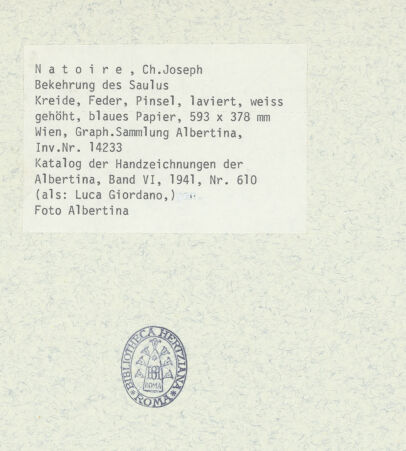 N a t o i r e , Ch.Joseph
Bekehrung des Saulus
Kreide, Feder, Pinsel, laviert, weiss
gehöht, blaues Papier, 593 x 378 mm
Wien, Graph.Sammlung Albertina,
Inv.Nr. 14233
Katalog der Handzeichnungen der
Albertina, Band VI, 1941, Nr. 610
(als: Luca Giordano,)
Foto Albertina
BIBLIOTHECA HERTZIANA
ROMA
ROMA